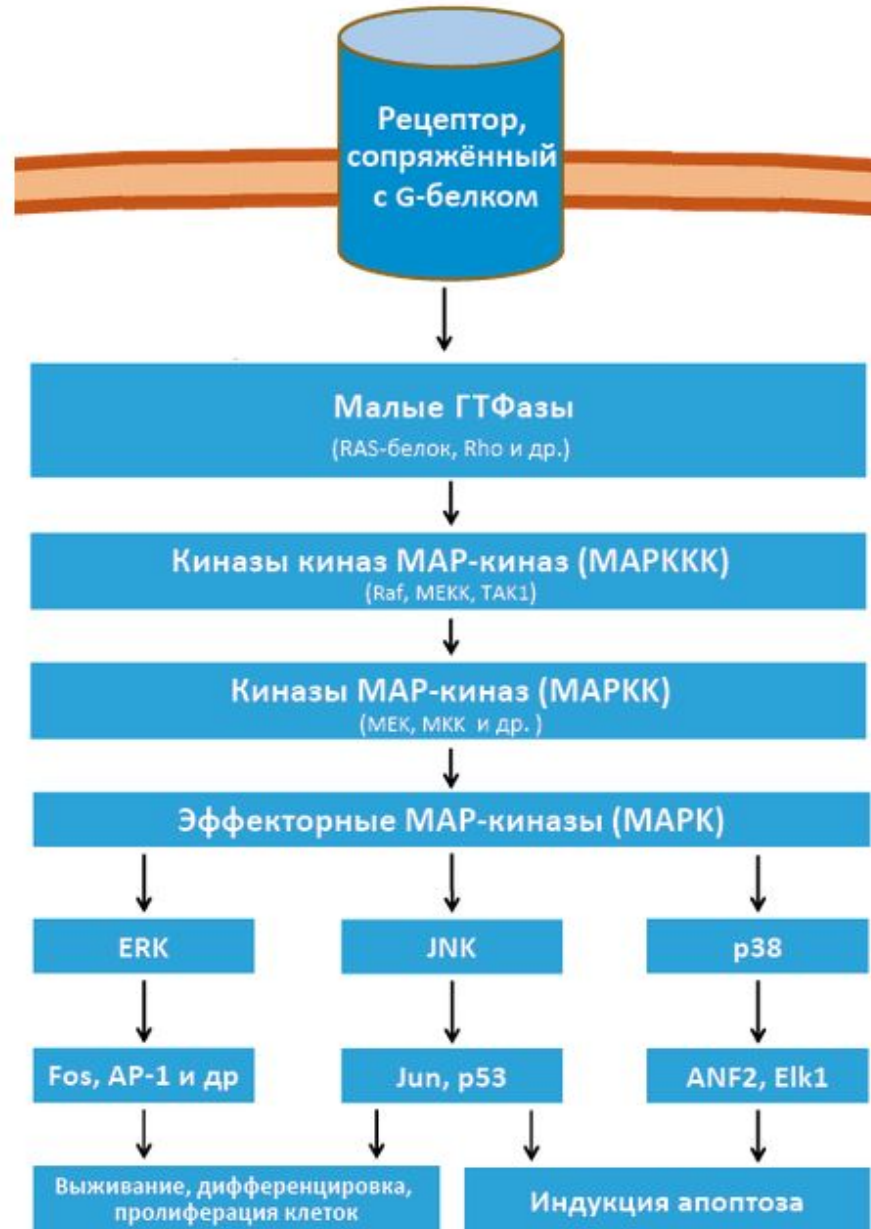 Рецептор,
сопряжённый
с G-белком
Малые ГТФазы
(RAS-белок, Rho и др.)
Киназы киназ МАР-киназ (МАРККК)
(Raf, MEKK, TAK1)
Киназы МАР-киназ (МАРКК)
(MEK, MKK и др. )
Эффекторные МАР-киназы (МАРК)
ERK
JNK
p38
Fos, AP-1 и др
Jun, p53
ANF2, Elk1
Выживание, дифференцировка,
пролиферация клеток
Индукция апоптоза